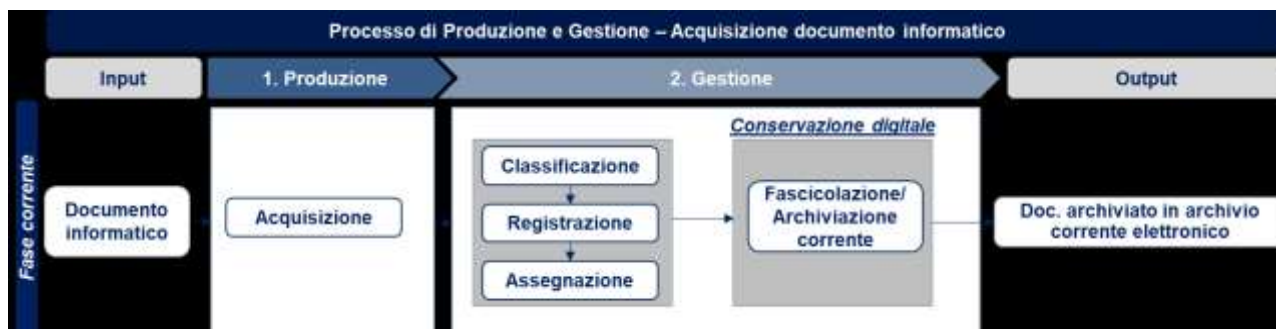 Processo di Produzione e Gestione – Acquisizione documento informatico
Input
1. Produzione
2. Gestione
Output
Fase corrente
Documento
informatico
Acquisizione
Classificazione
Registrazione
Assegnazione
Conservazione digitale
Fascicolazione/
Archiviazione
corrente
Doc. archiviato in archivio
corrente elettronico